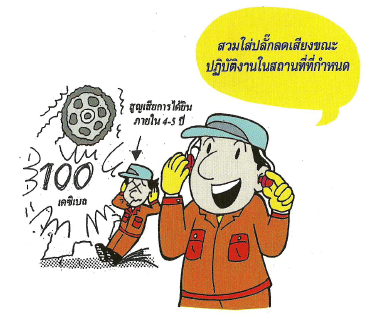 สวมใส่ปลั๊กลดเสียงขณะ
ปฏิบัติงานในสถานที่ที่กำหนด
สูญเสียการได้ยิน
ภายใน 4-5 ปี
100
เดซิเบล